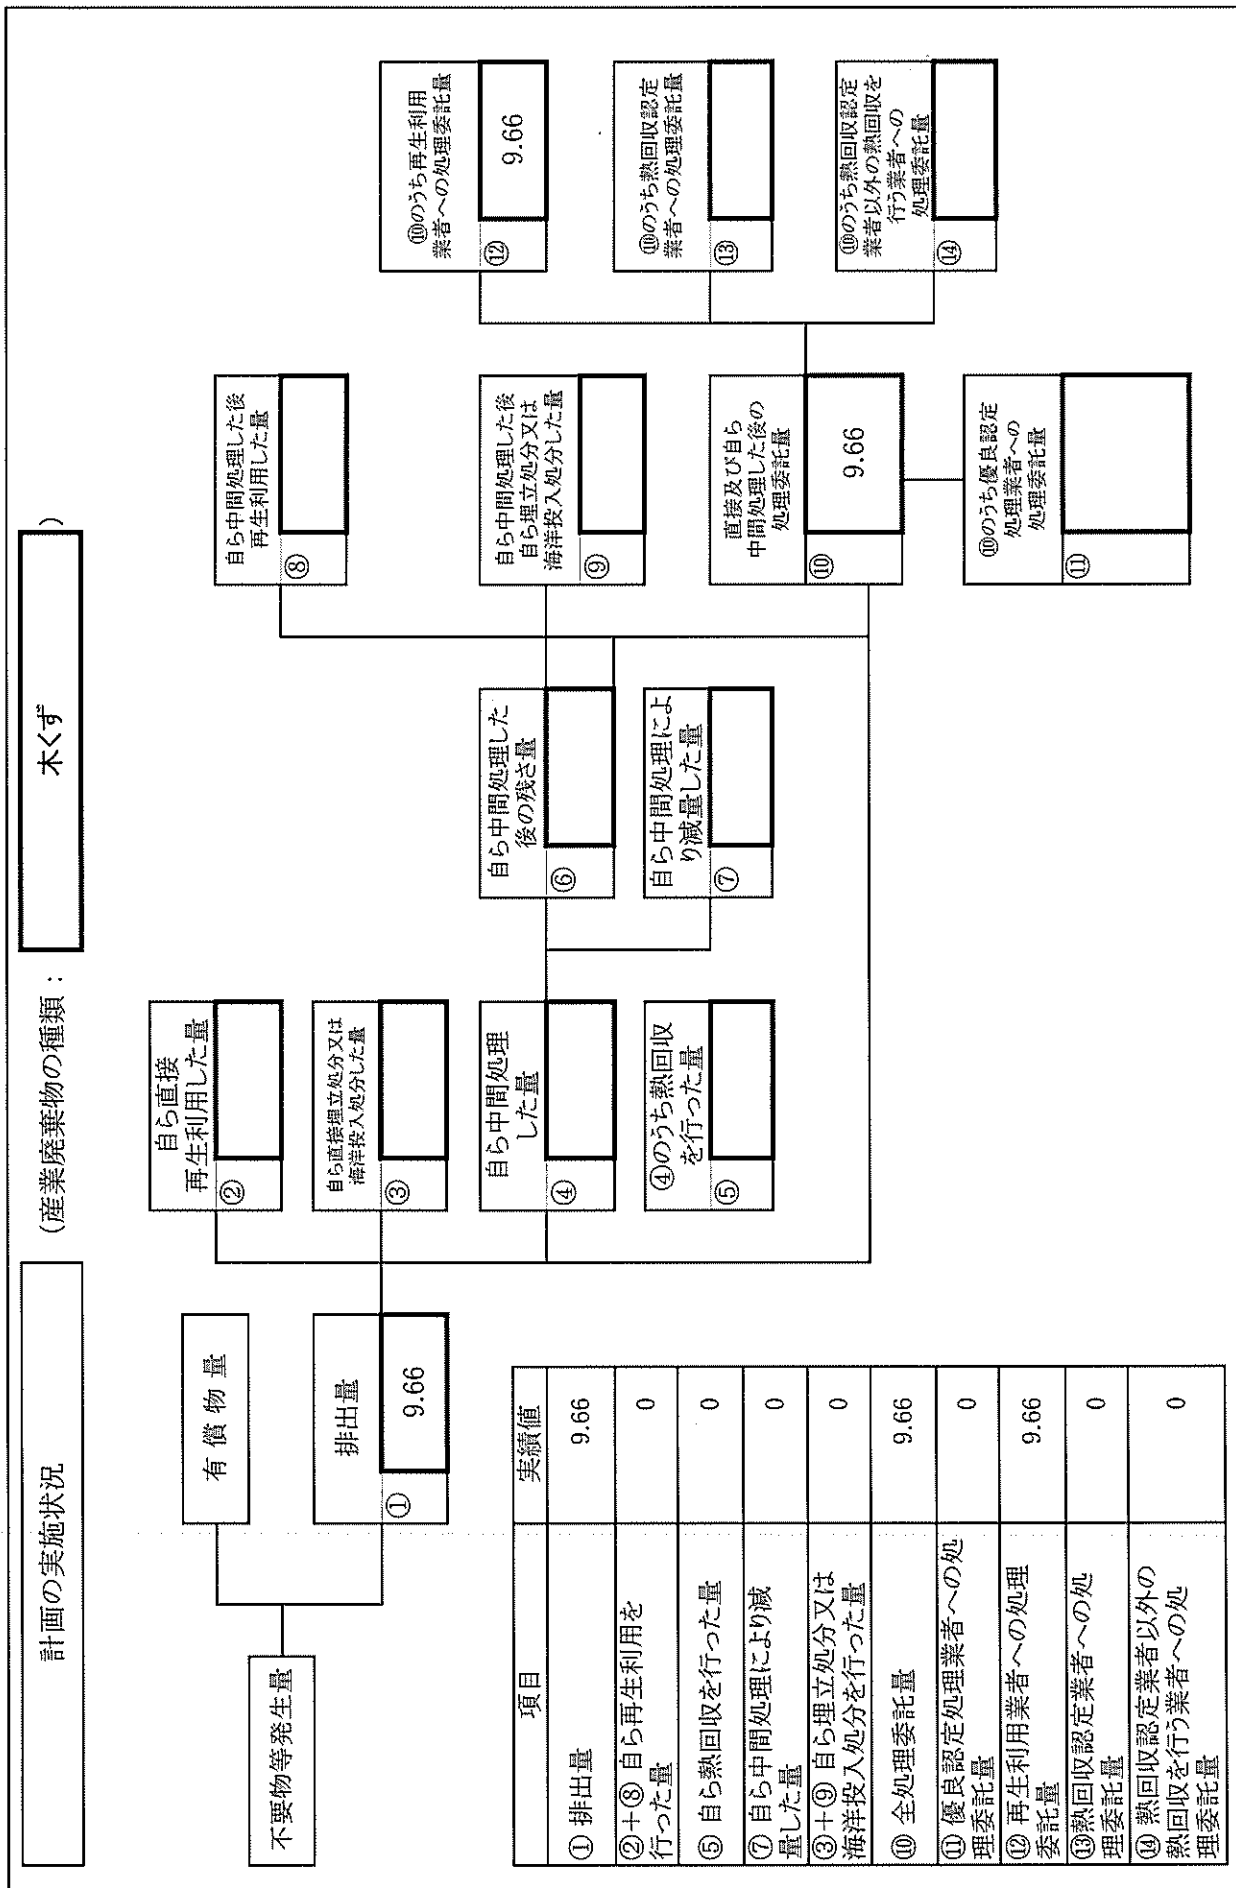 計画の実施状況
(産業廃棄物の種類：
木くず
)
不要物等発生量
有 償 物 量
排出量
①
9.66
自ら直接
再生利用した量
②
自ら直接埋立処分又は
海洋投入処分した量
③
自ら中間処理
した量
④
④のうち熱回収
を行った量
⑤
自ら中間処理した
後の残さ量
⑥
自ら中間処理によ
り減量した量
⑦
自ら中間処理した後
再生利用した量
⑧
自ら中間処理した後
自ら埋立処分又は
海洋投入処分した量
⑨
直接及び自ら
中間処理した後の
処理委託量
⑩
9.66
⑩のうち優良認定
処理業者への
処理委託量
⑪
⑩のうち再生利用
業者への処理委託量
⑫
9.66
⑩のうち熱回収認定
業者への処理委託量
⑬
⑩のうち熱回収認定
業者以外の熱回収を
行う業者への
処理委託量
⑭
項目
実績値
① 排出量
9.66
②＋⑧ 自ら再生利用を
行った量
0
⑤ 自ら熱回収を行った量
0
⑦ 自ら中間処理により減
量した量
0
③＋⑨ 自ら埋立処分又は
海洋投入処分を行った量
0
⑩ 全処理委託量
9.66
⑪ 優良認定処理業者への処
理委託量
0
⑫ 再生利用業者への処理
委託量
9.66
⑬熱回収認定業者への処
理委託量
0
⑭ 熱回収認定業者以外の
熱回収を行う業者への処
理委託量
0